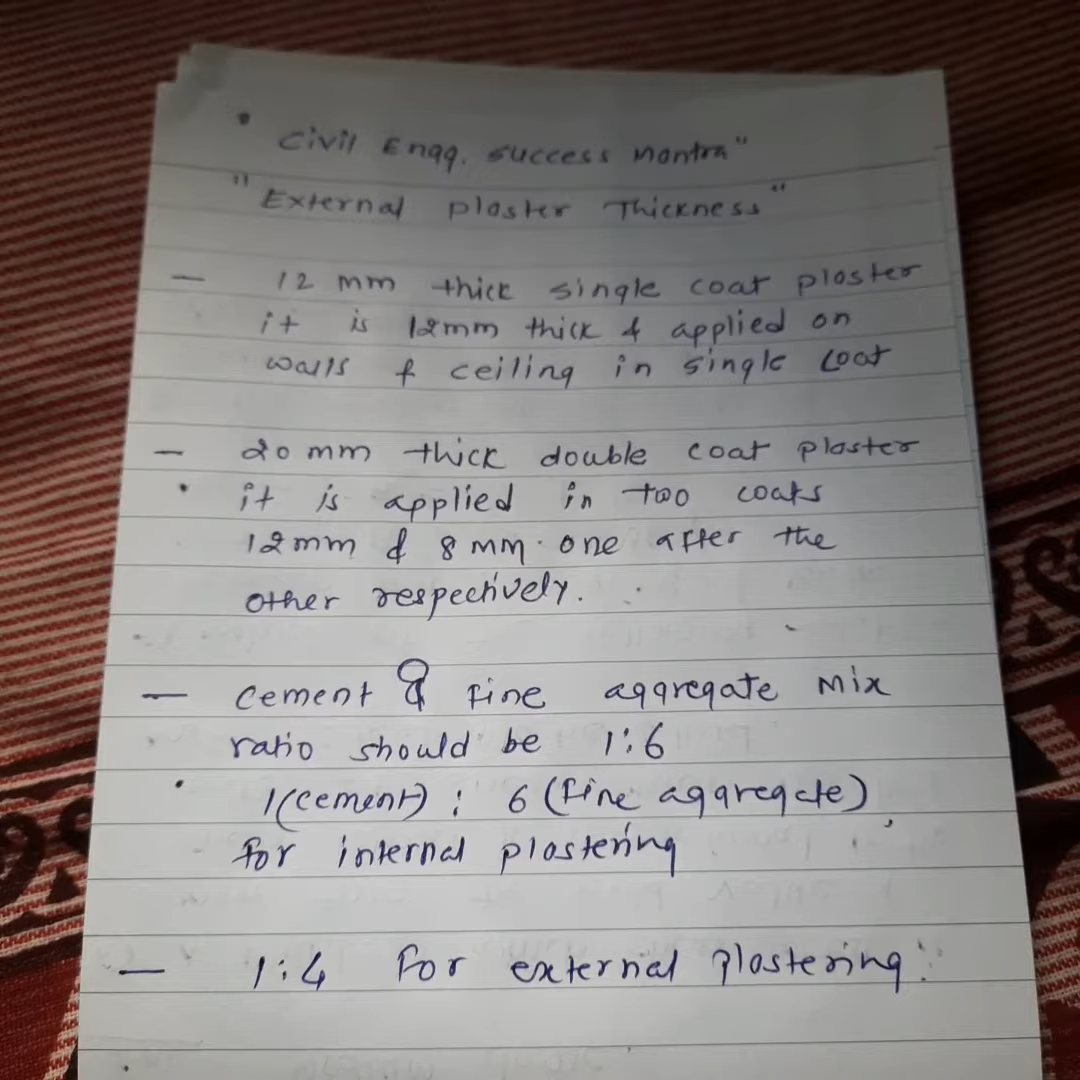 Civil Engg. success Mantra"
"External plaster Thickness"
— 12 mm thick single coat plaster
it is 12mm thick & applied on
walls & ceiling in single coat
— 20 mm thick double coat plaster
it is applied in two coats
12mm & 8 mm. one after the
other respectively.
— cement & fine aggregate mix
ratio should be 1:6
1(cement) : 6 (fine aggregate)
for internal plastering
— 1:4 for external plastering.